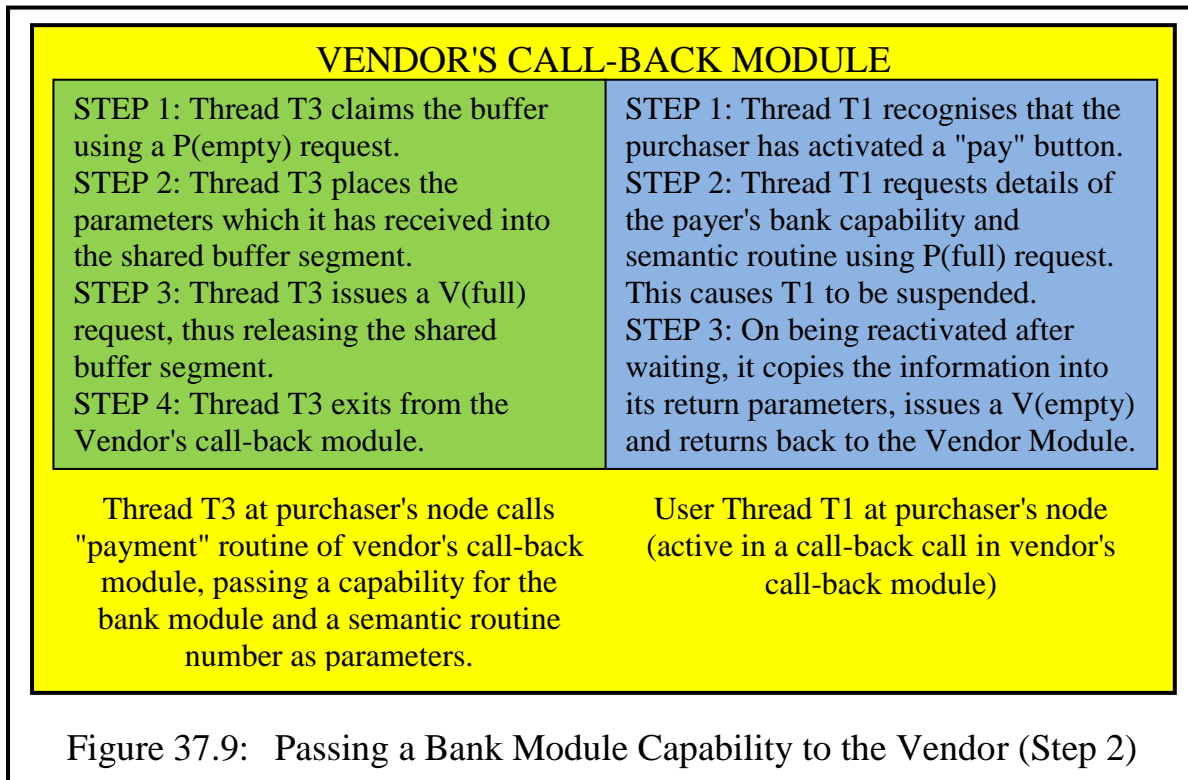 VENDOR'S CALL-BACK MODULE
STEP 1: Thread T3 claims the buffer
using a P(empty) request.
STEP 2: Thread T3 places the
parameters which it has received into
the shared buffer segment.
STEP 3: Thread T3 issues a V(full)
request, thus releasing the shared
buffer segment.
STEP 4: Thread T3 exits from the
Vendor's call-back module.
STEP 1: Thread T1 recognises that the
purchaser has activated a "pay" button.
STEP 2: Thread T1 requests details of
the payer's bank capability and
semantic routine using P(full) request.
This causes T1 to be suspended.
STEP 3: On being reactivated after
waiting, it copies the information into
its return parameters, issues a V(empty)
and returns back to the Vendor Module.
Thread T3 at purchaser's node calls
"payment" routine of vendor's call-back
module, passing a capability for the
bank module and a semantic routine
number as parameters.
User Thread T1 at purchaser's node
(active in a call-back call in vendor's
call-back module)
Figure 37.9: Passing a Bank Module Capability to the Vendor (Step 2)